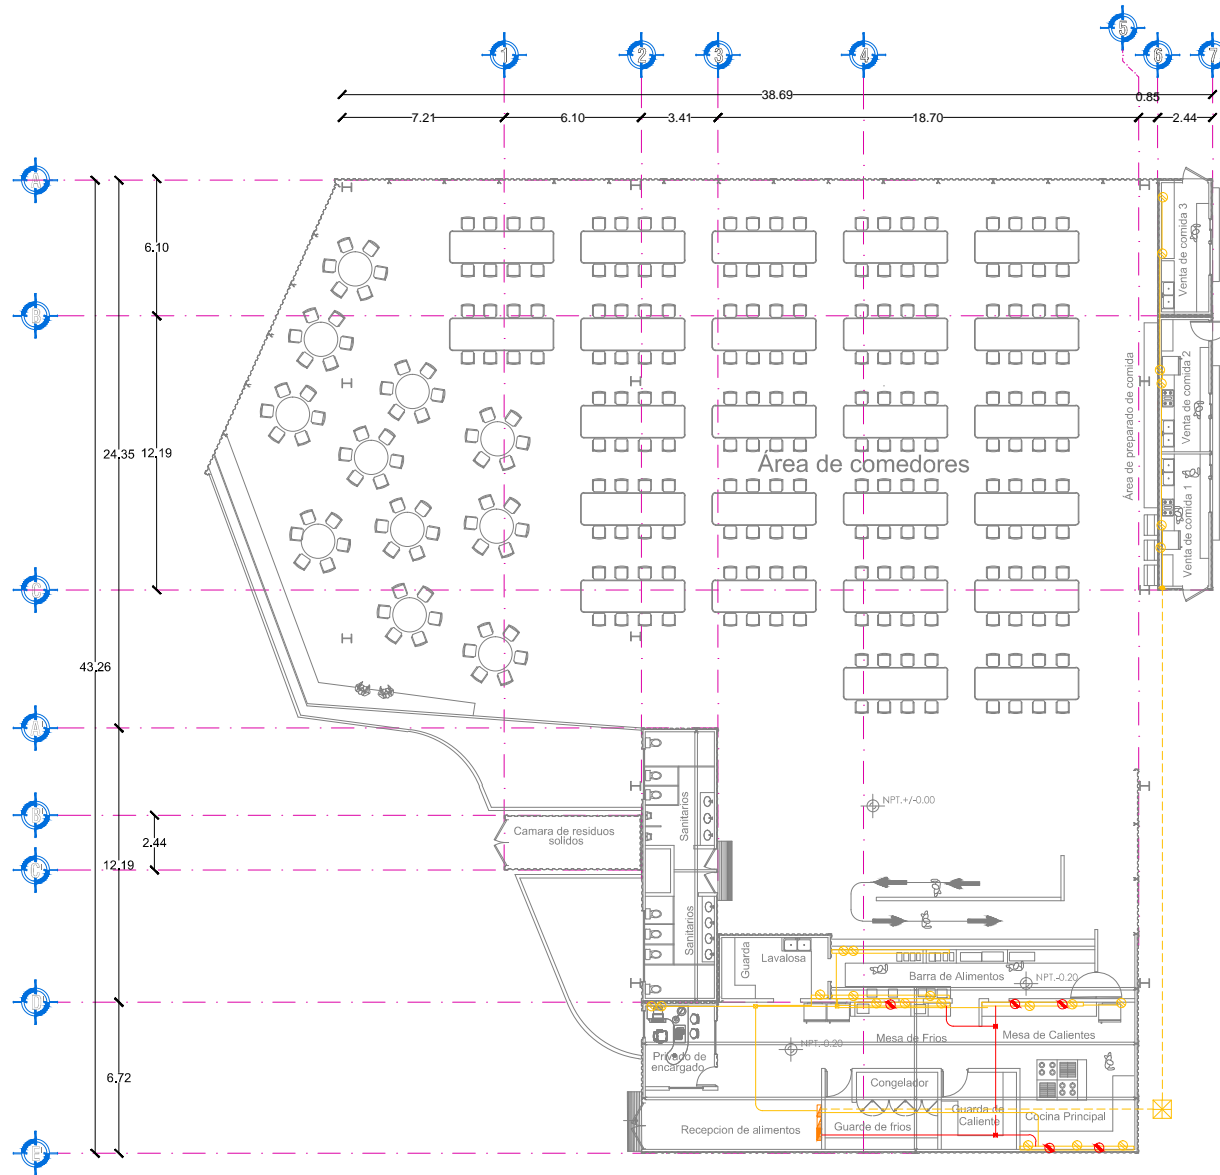 5
1
2
3
4
6
7
38.69
0.85
7.21
6.10
3.41
18.70
2.44
A
6.10
Venta de comida 3
B
Área de preparado de comida
Venta de comida 2
24.35
12.19
Área de comedores
Venta de comida 1
C
43.26
A
NPT.+/-0.00
B
Camara de residuos
solidos
Sanitarios
2.44
12.19
C
Sanitarios
Guarda
Lavalosa
Barra de Alimentos
NPT.-0.20
D
Mesa de Frios
Mesa de Calientes
NPT.-0.20
Privado de
encargado
6.72
Congelador
Guarda de
Caliente
Cocina Principal
Recepcion de alimentos
Guarde de frios
E